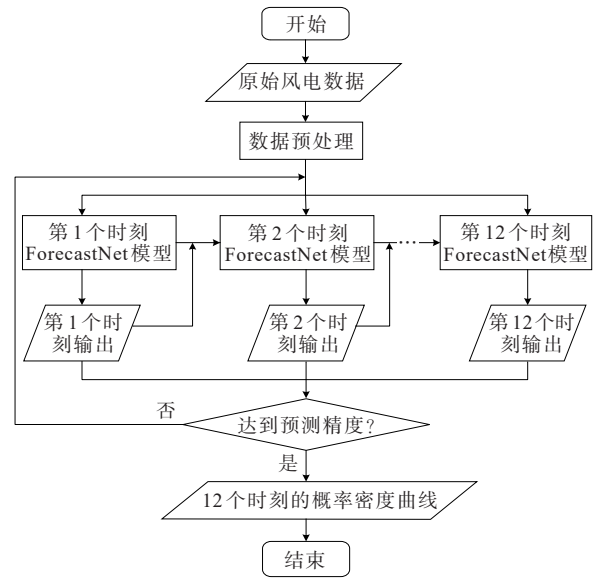 开始
原始风电数据
数据预处理
第1个时刻
ForecastNet模型
第2个时刻
ForecastNet模型
…
第12个时刻
ForecastNet模型
第1个时
刻输出
第2个时
刻输出
第12个时
刻输出
否
达到预测精度?
是
12个时刻的概率密度曲线
结束